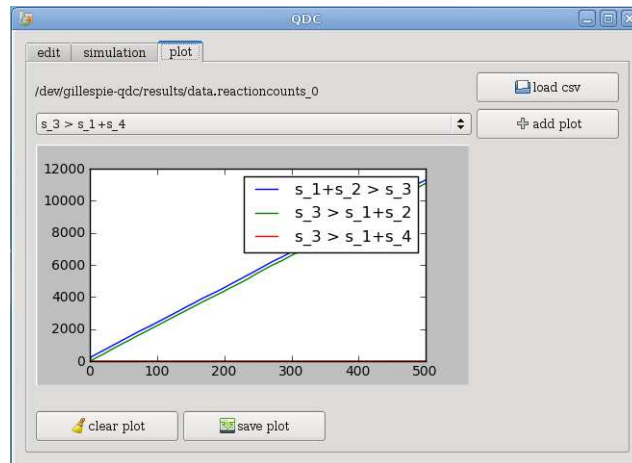 QDC
edit simulation plot
/dev/gillespie-qdc/results/data.reactioncounts_0
load csv
s_3 > s_1+s_4
add plot
12000
10000
8000
6000
4000
2000
0
s_1+s_2 > s_3
s_3 > s_1+s_2
s_3 > s_1+s_4
0 100 200 300 400 500
clear plot
save plot